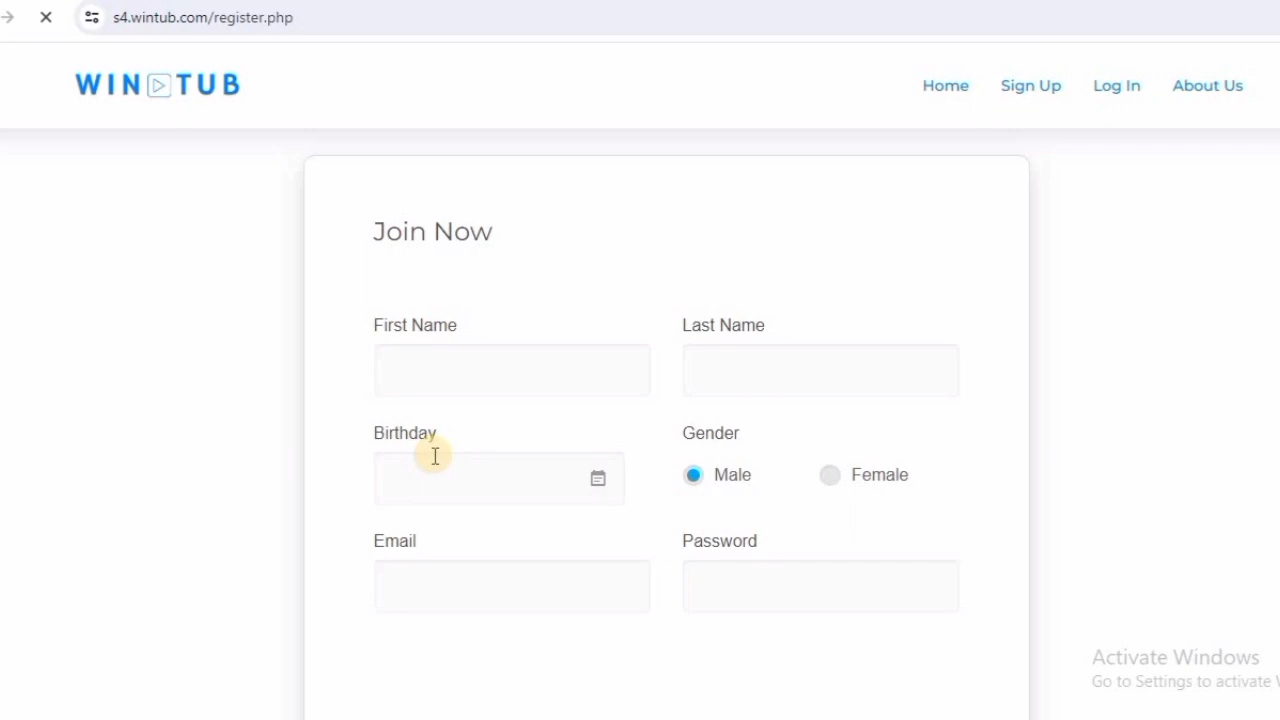 s4.wintub.com/register.php
WIN TUB
Home Sign Up Log In About Us
Join Now
First Name Last Name
Birthday Gender
Male Female
Email Password
Activate Windows
Go to Settings to activate